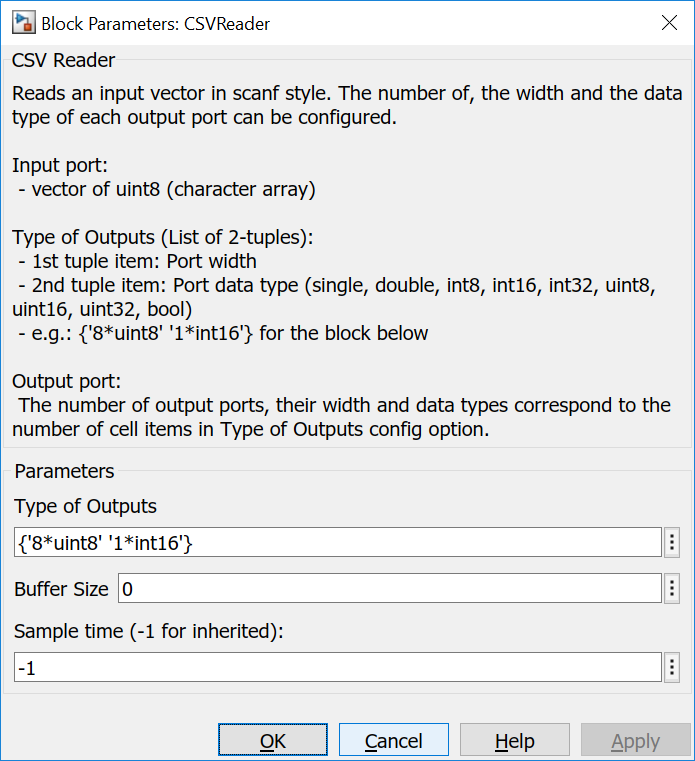 Block Parameters: CSVReader
CSV Reader
Reads an input vector in scanf style. The number of, the width and the data
type of each output port can be configured.
Input port:
- vector of uint8 (character array)
Type of Outputs (List of 2-tuples):
- 1st tuple item: Port width
- 2nd tuple item: Port data type (single, double, int8, int16, int32, uint8,
uint16, uint32, bool)
- e.g.: {'8*uint8' '1*int16'} for the block below
Output port:
The number of output ports, their width and data types correspond to the
number of cell items in Type of Outputs config option.
Parameters
Type of Outputs
{'8*uint8' '1*int16'}
Buffer Size 0
Sample time (-1 for inherited):
-1
OK Cancel Help Apply